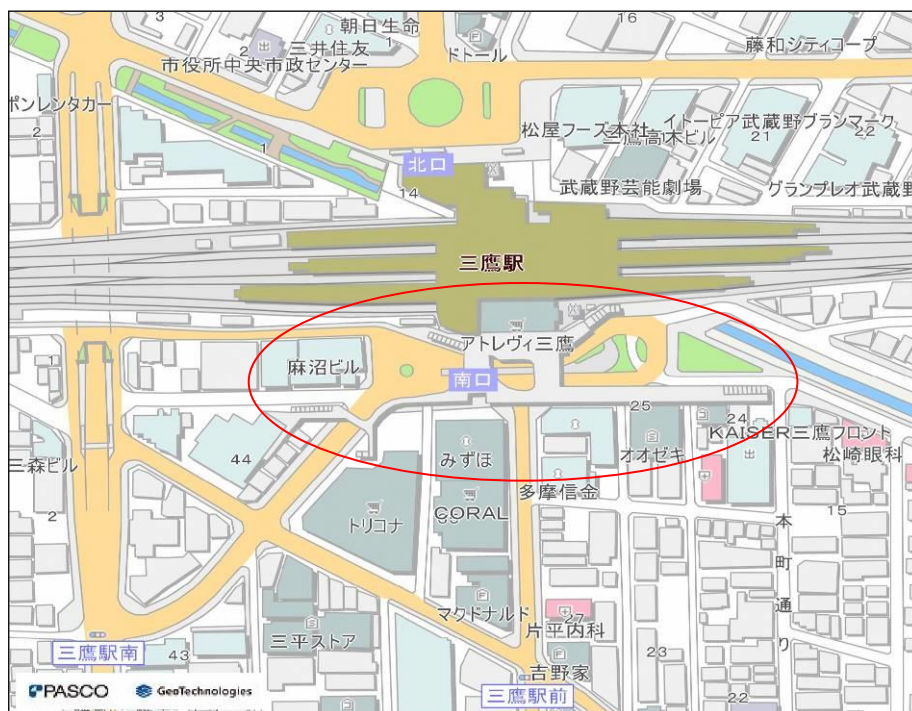 16
朝日生命
3
三井住友
1
2
市役所中央市政センター
ドトール
藤和シティコープ
ポンレンタカー
2
松屋フーズ本社
三鷹高木ビル
イトーピア武蔵野ブランマーク
21
22
1
北口
14
武蔵野芸能劇場
グランプレオ武蔵野
三鷹駅
アトレヴィ三鷹
1
麻沼ビル
南口
25
24
KAISER三鷹フロント
44
三森ビル
みずほ
オオゼキ
松崎眼科
多摩信金
2
トリコナ
CORAL
15
本町通り
マクドナルド
27
片平内科
三平ストア
三鷹駅南
43
吉野家
23
三鷹駅前
22
PASCO
GeoTechnologies